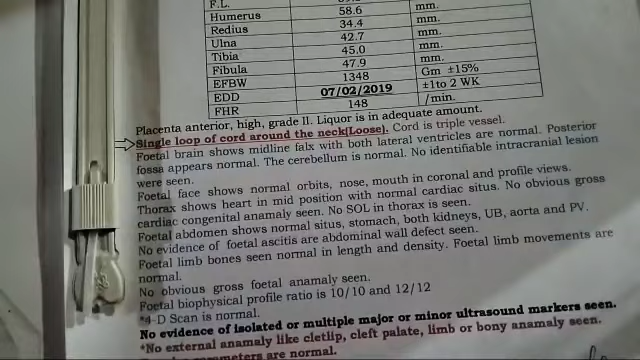 F.L.
Humerus 58.6 mm.
Redius 34.4 mm.
Ulna 42.7 mm.
Tibia 45.0 mm.
Fibula 47.9 mm.
EFBW 1348 Gm ±15%
EDD 07/02/2019 ±1to 2 WK
FHR 148 /min.
Placenta anterior, high, grade II. Liquor is in adequate amount.
Single loop of cord around the neck(Loose). Cord is triple vessel.
Foetal brain shows midline falx with both lateral ventricles are normal. Posterior
fossa appears normal. The cerebellum is normal. No identifiable intracranial lesion
were seen.
Foetal face shows normal orbits, nose, mouth in coronal and profile views.
Thorax shows heart in mid position with normal cardiac situs. No obvious gross
cardiac congenital anamaly seen. No SOL in thorax is seen.
Foetal abdomen shows normal situs, stomach, both kidneys, UB, aorta and PV.
No evidence of foetal ascitis are abdominal wall defect seen.
Foetal limb bones seen normal in length and density. Foetal limb movements are
normal.
No obvious gross foetal anamaly seen.
Foetal biophysical profile ratio is 10/10 and 12/12
*4-D Scan is normal.
No evidence of isolated or multiple major or minor ultrasound markers seen.
*No external anamaly like cletlip, cleft palate, limb or bony anamaly seen.
parameters are normal.